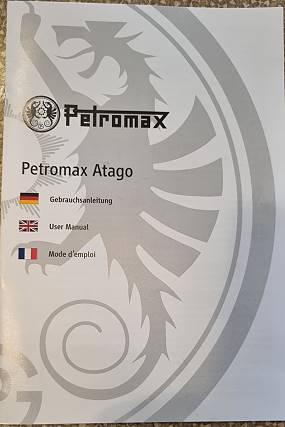 Petromax
Petromax Atago
Gebrauchsanleitung
User Manual
Mode d'emploi